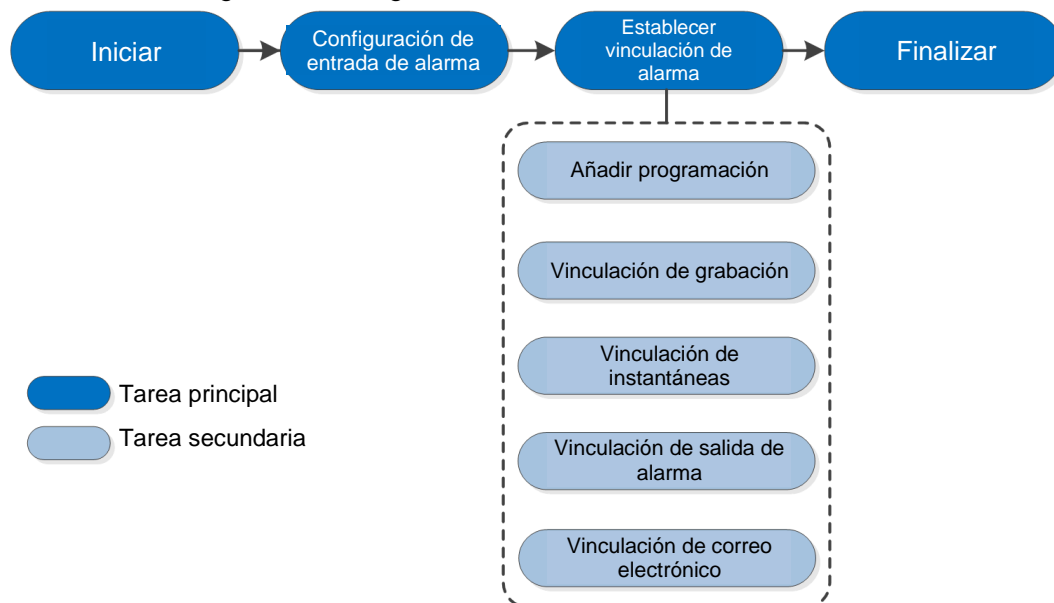 Iniciar
Configuración de
entrada de alarma
Establecer
vinculación de
alarma
Finalizar
Añadir programación
Vinculación de grabación
Vinculación de
instantáneas
Vinculación de salida de
alarma
Vinculación de correo
electrónico
Tarea principal
Tarea secundaria